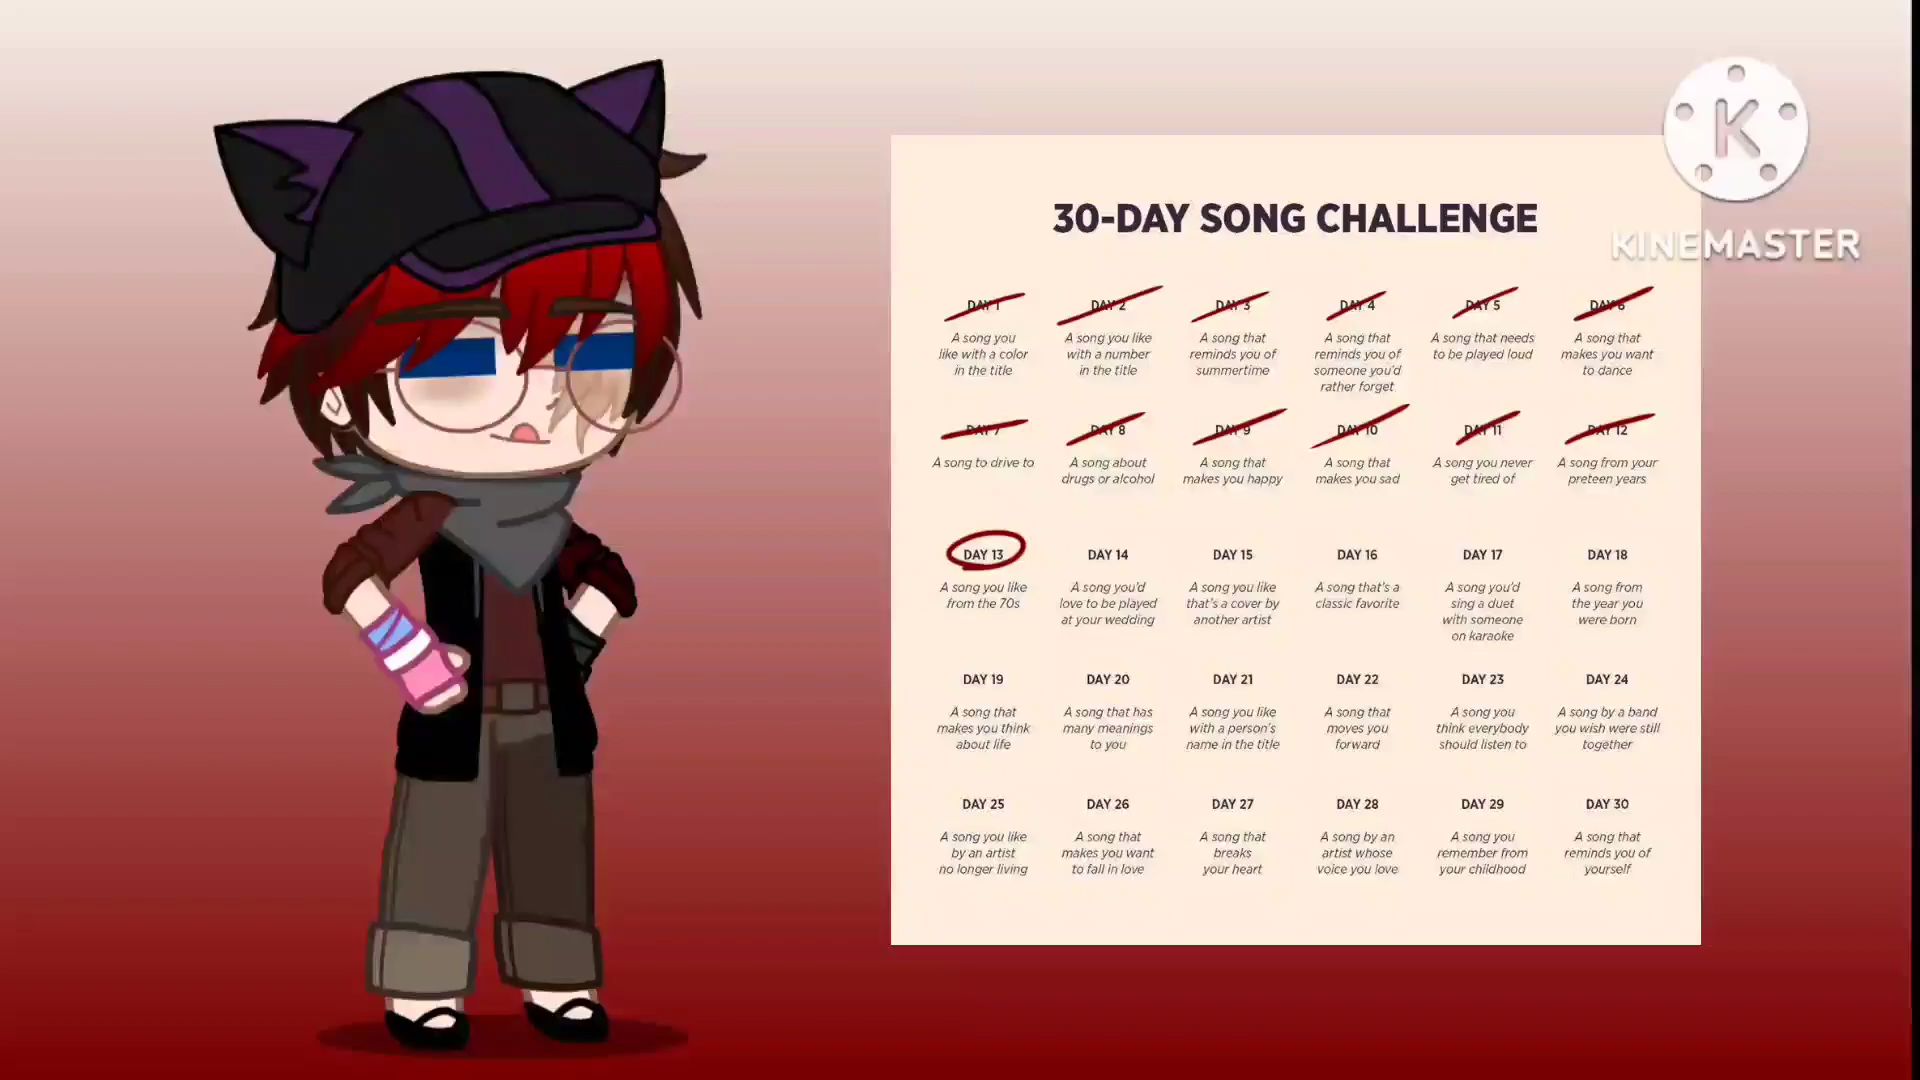 K
KINEMASTER
30-DAY SONG CHALLENGE
DAY 1
A song you
like with a color
in the title
DAY 2
A song you like
with a number
in the title
DAY 3
A song that
reminds you of
summertime
DAY 4
A song that
reminds you of
someone you'd
rather forget
DAY 5
A song that needs
to be played loud
DAY 6
A song that
makes you want
to dance
DAY 7
A song to drive to
DAY 8
A song about
drugs or alcohol
DAY 9
A song that
makes you happy
DAY 10
A song that
makes you sad
DAY 11
A song you never
get tired of
DAY 12
A song from your
preteen years
DAY 13
A song you like
from the 70s
DAY 14
A song you'd
love to be played
at your wedding
DAY 15
A song you like
that's a cover by
another artist
DAY 16
A song that's a
classic favorite
DAY 17
A song you'd
sing a duet
with someone
on karaoke
DAY 18
A song from
the year you
were born
DAY 19
A song that
makes you think
about life
DAY 20
A song that has
many meanings
to you
DAY 21
A song you like
with a person's
name in the title
DAY 22
A song that
moves you
forward
DAY 23
A song you
think everybody
should listen to
DAY 24
A song by a band
you wish were still
together
DAY 25
A song you like
by an artist
no longer living
DAY 26
A song that
makes you want
to fall in love
DAY 27
A song that
breaks
your heart
DAY 28
A song by an
artist whose
voice you love
DAY 29
A song you
remember from
your childhood
DAY 30
A song that
reminds you of
yourself